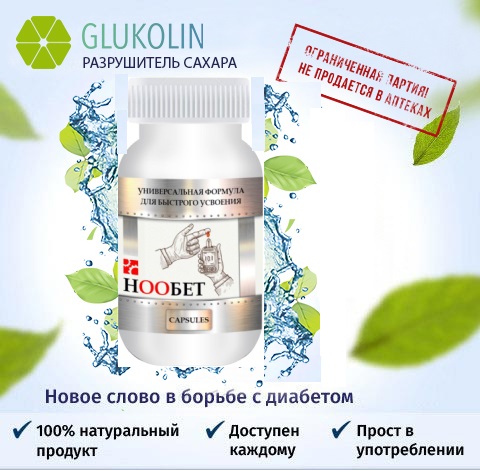 GLUKOLIN
РАЗРУШИТЕЛЬ САХАРА
ОГРАНИЧЕННАЯ ПАРТИЯ!
НЕ ПРОДАЕТСЯ В АПТЕКАХ
УНИВЕРСАЛЬНАЯ ФОРМУЛА
ДЛЯ БЫСТРОГО УСВОЕНИЯ
101
НООБЕТ
CAPSULES
Новое слово в борьбе с диабетом
100% натуральный
продукт
Доступен
каждому
Прост в
употреблении